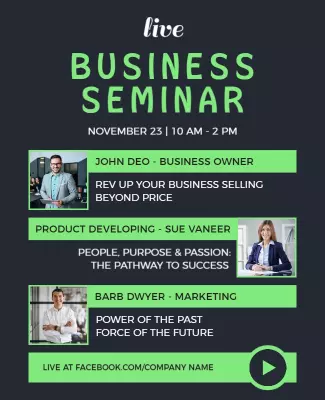 live
BUSINESS
SEMINAR
NOVEMBER 23 | 10 AM - 2 PM
JOHN DEO - BUSINESS OWNER
REV UP YOUR BUSINESS SELLING
BEYOND PRICE
PRODUCT DEVELOPING - SUE VANEER
PEOPLE, PURPOSE & PASSION:
THE PATHWAY TO SUCCESS
BARB DWYER - MARKETING
POWER OF THE PAST
FORCE OF THE FUTURE
LIVE AT FACEBOOK.COM/COMPANY NAME